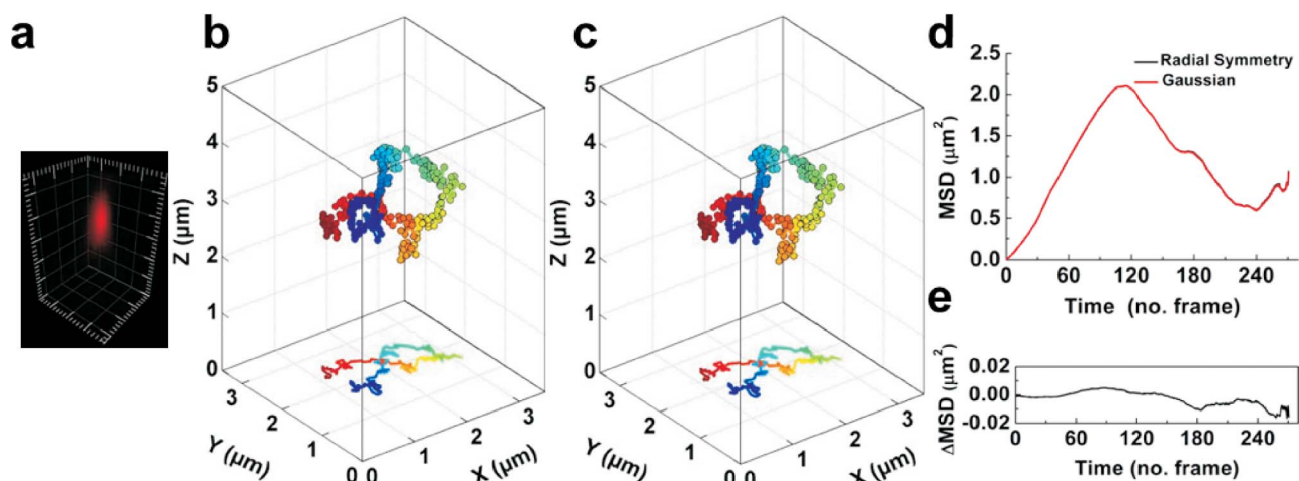 a
b
5
4
3
2
1
0
Z (µm)
3
2
1
0
Y (µm)
0
1
2
3
X (µm)
c
5
4
3
2
1
0
Z (µm)
3
2
1
0
Y (µm)
0
1
2
3
X (µm)
d
2.5
2.0
1.5
1.0
0.5
0.0
MSD (µm²)
Radial Symmetry
Gaussian
0 60 120 180 240
Time (no. frame)
e
0.02
0.00
-0.02
ΔMSD (µm²)
0 60 120 180 240
Time (no. frame)